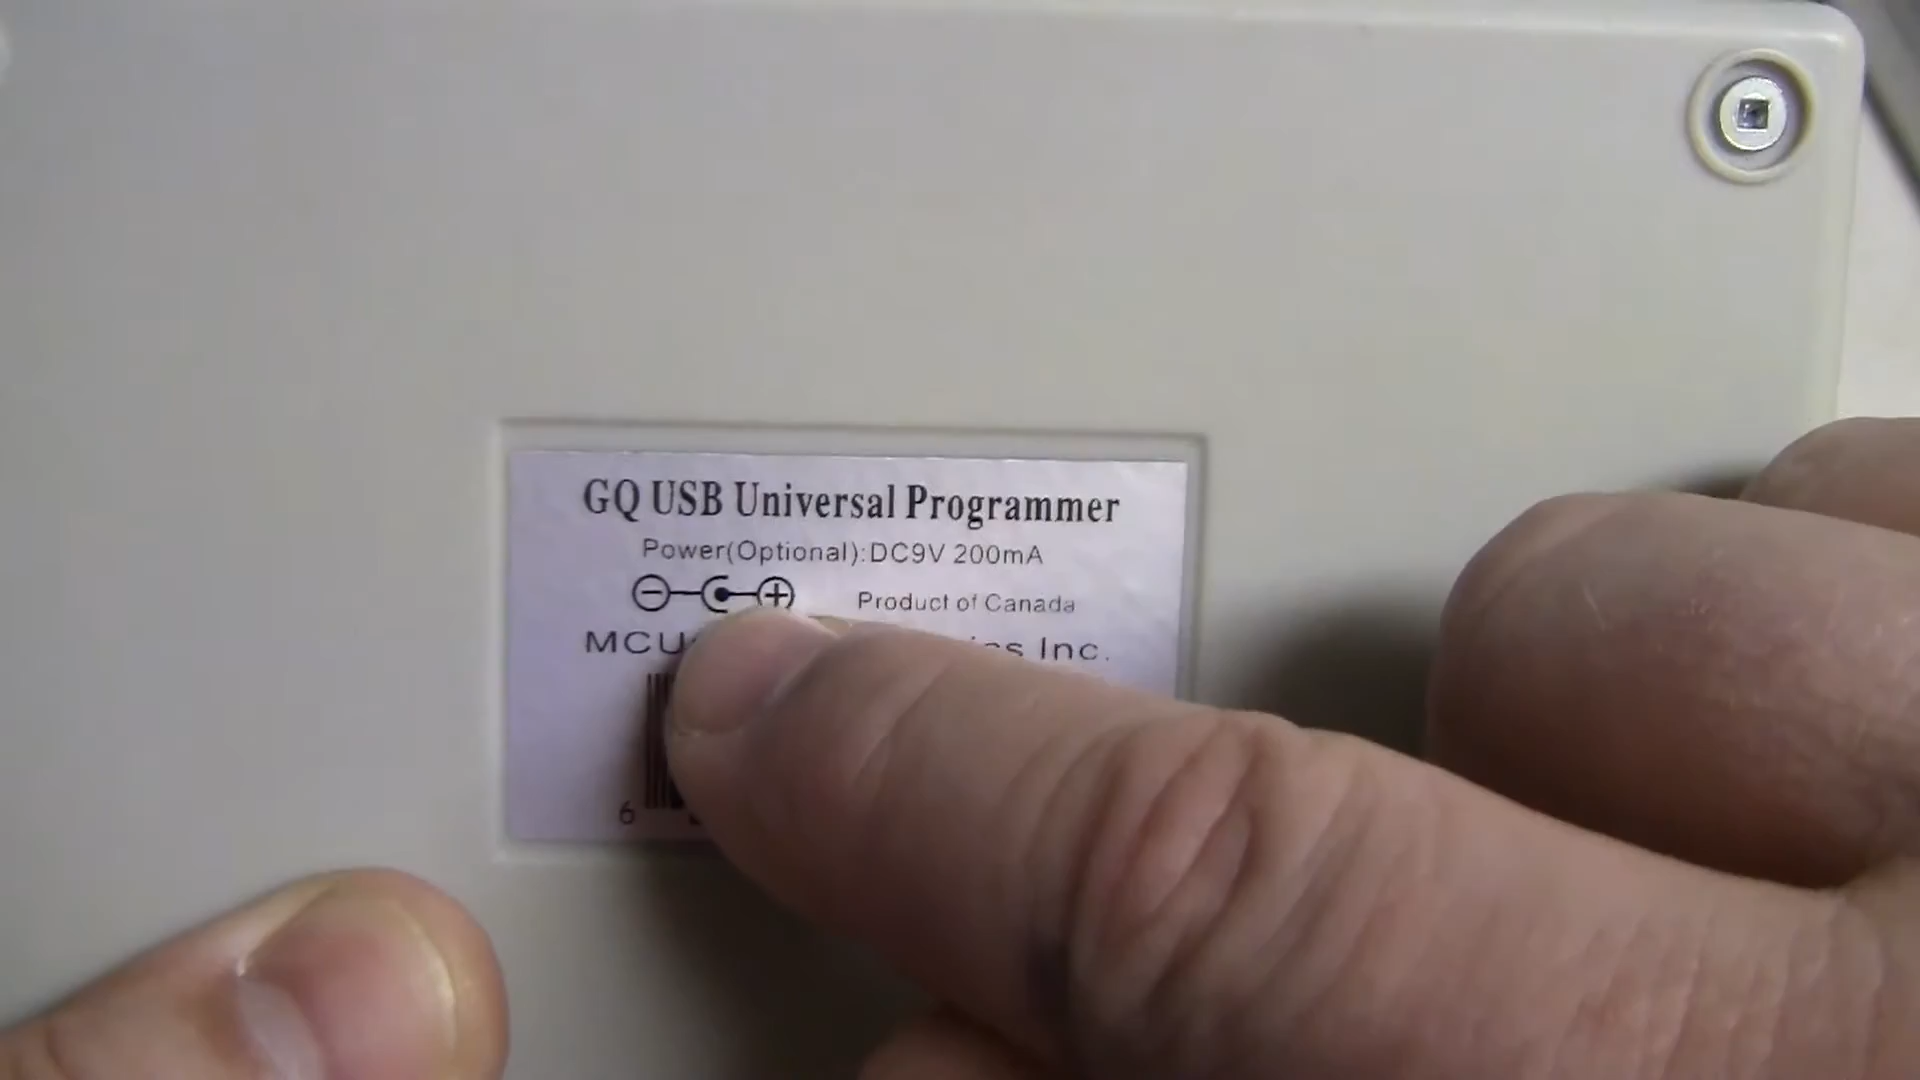 GQ USB Universal Programmer
Power(Optional):DC9V 200mA
Product of Canada
MCU Inc.
6